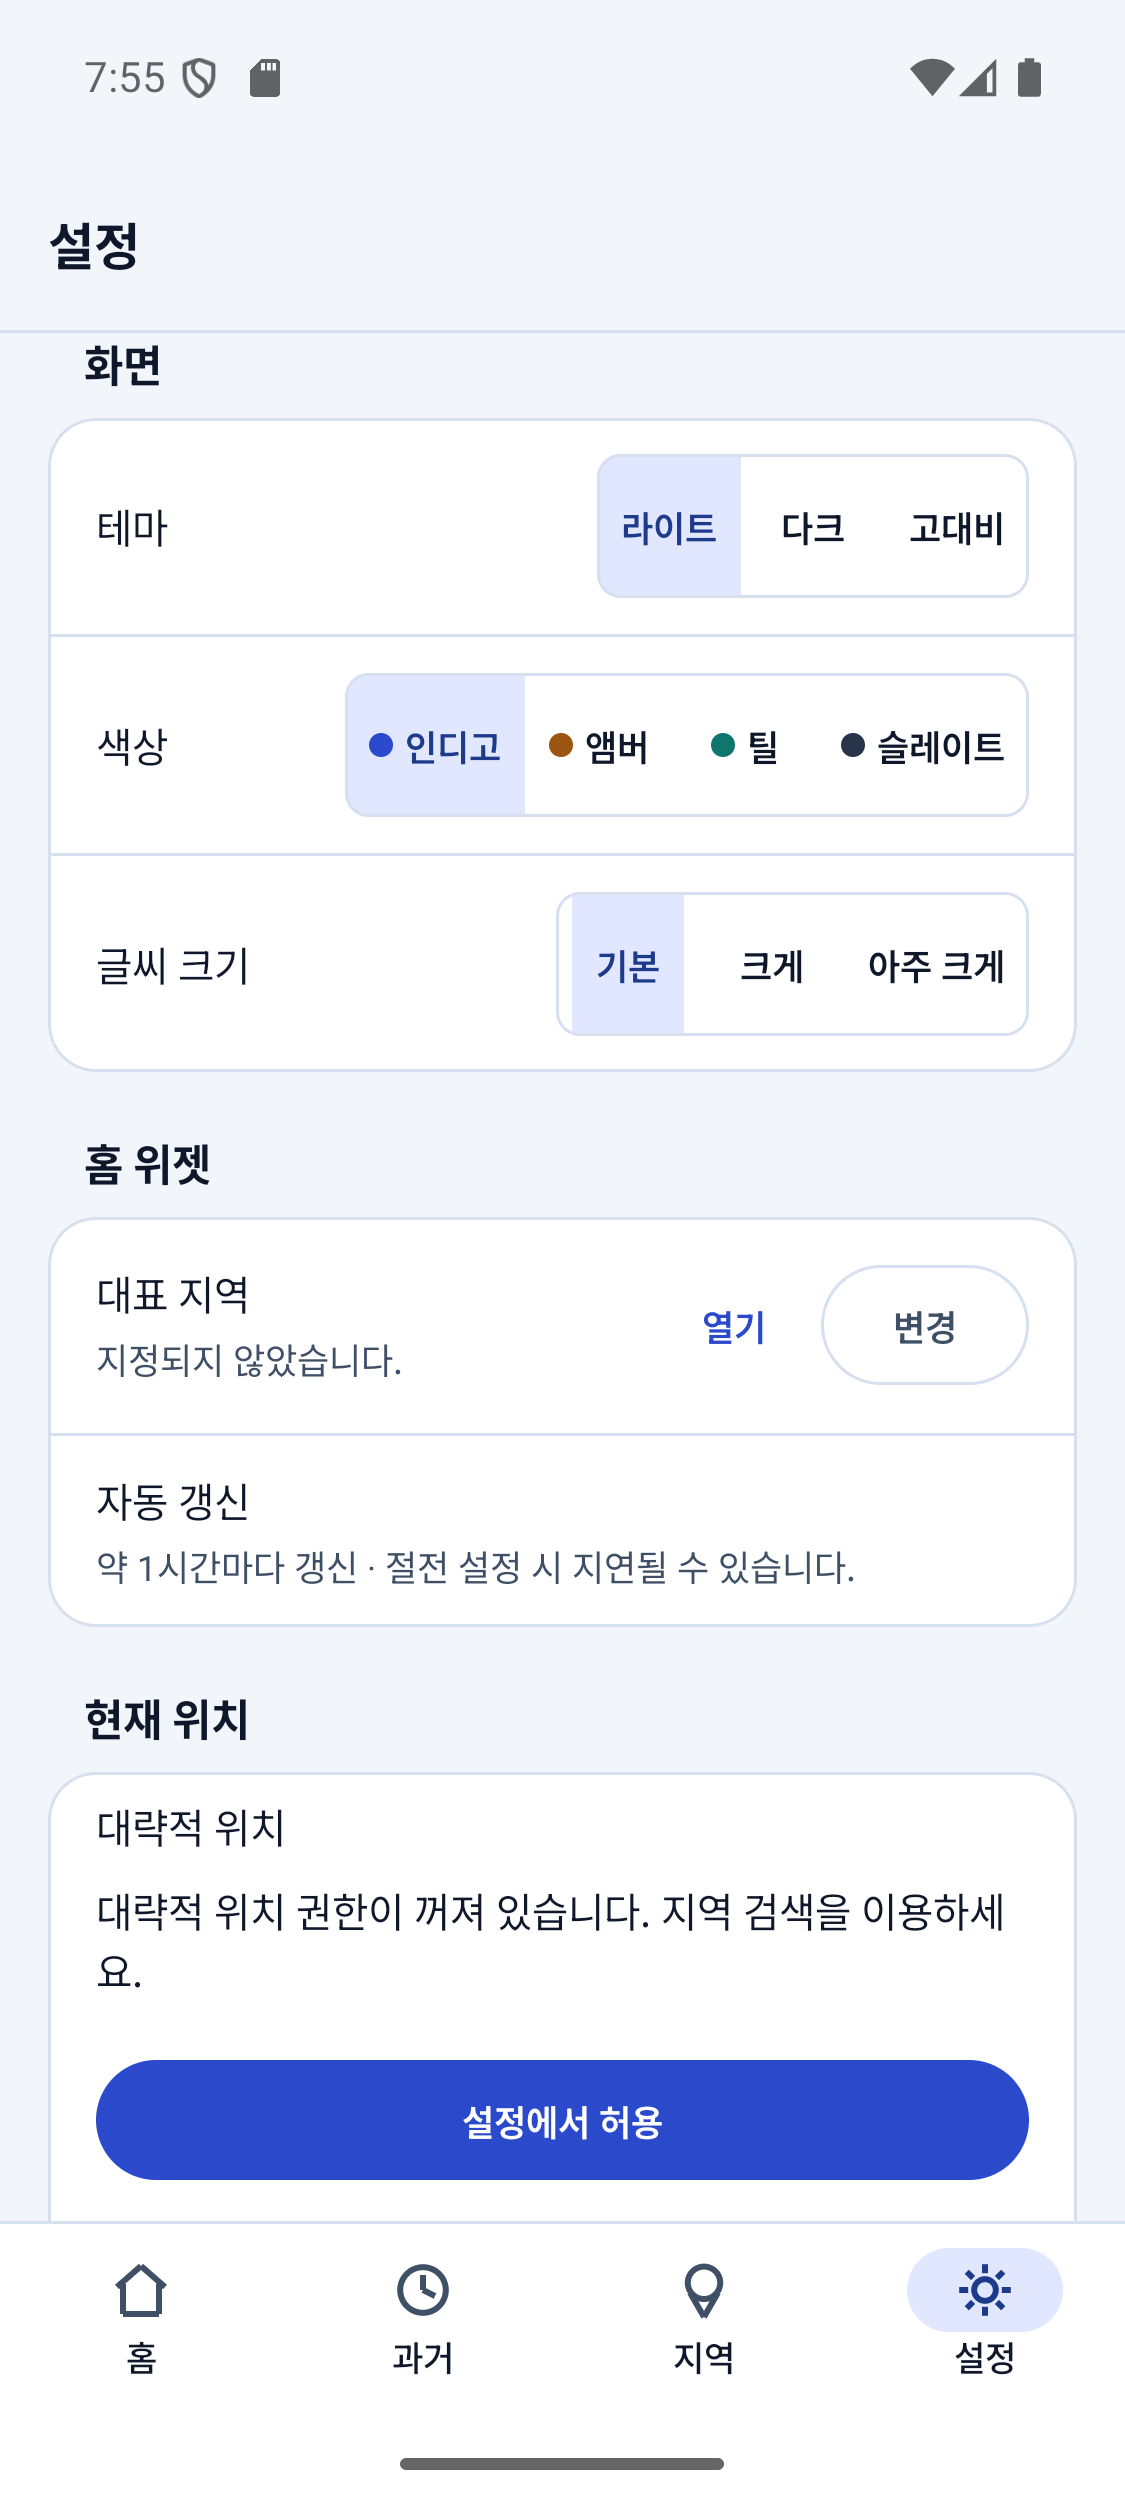 7:55
설정
화면
테마
라이트 다크 고대비
색상
인디고 앰버 틸 슬레이트
글씨 크기
기본 크게 아주 크게
홈 위젯
대표 지역
지정되지 않았습니다.
열기 변경
자동 갱신
약 1시간마다 갱신 · 절전 설정 시 지연될 수 있습니다.
현재 위치
대략적 위치
대략적 위치 권한이 꺼져 있습니다. 지역 검색을 이용하세
요.
설정에서 허용
홈 과거 지역 설정